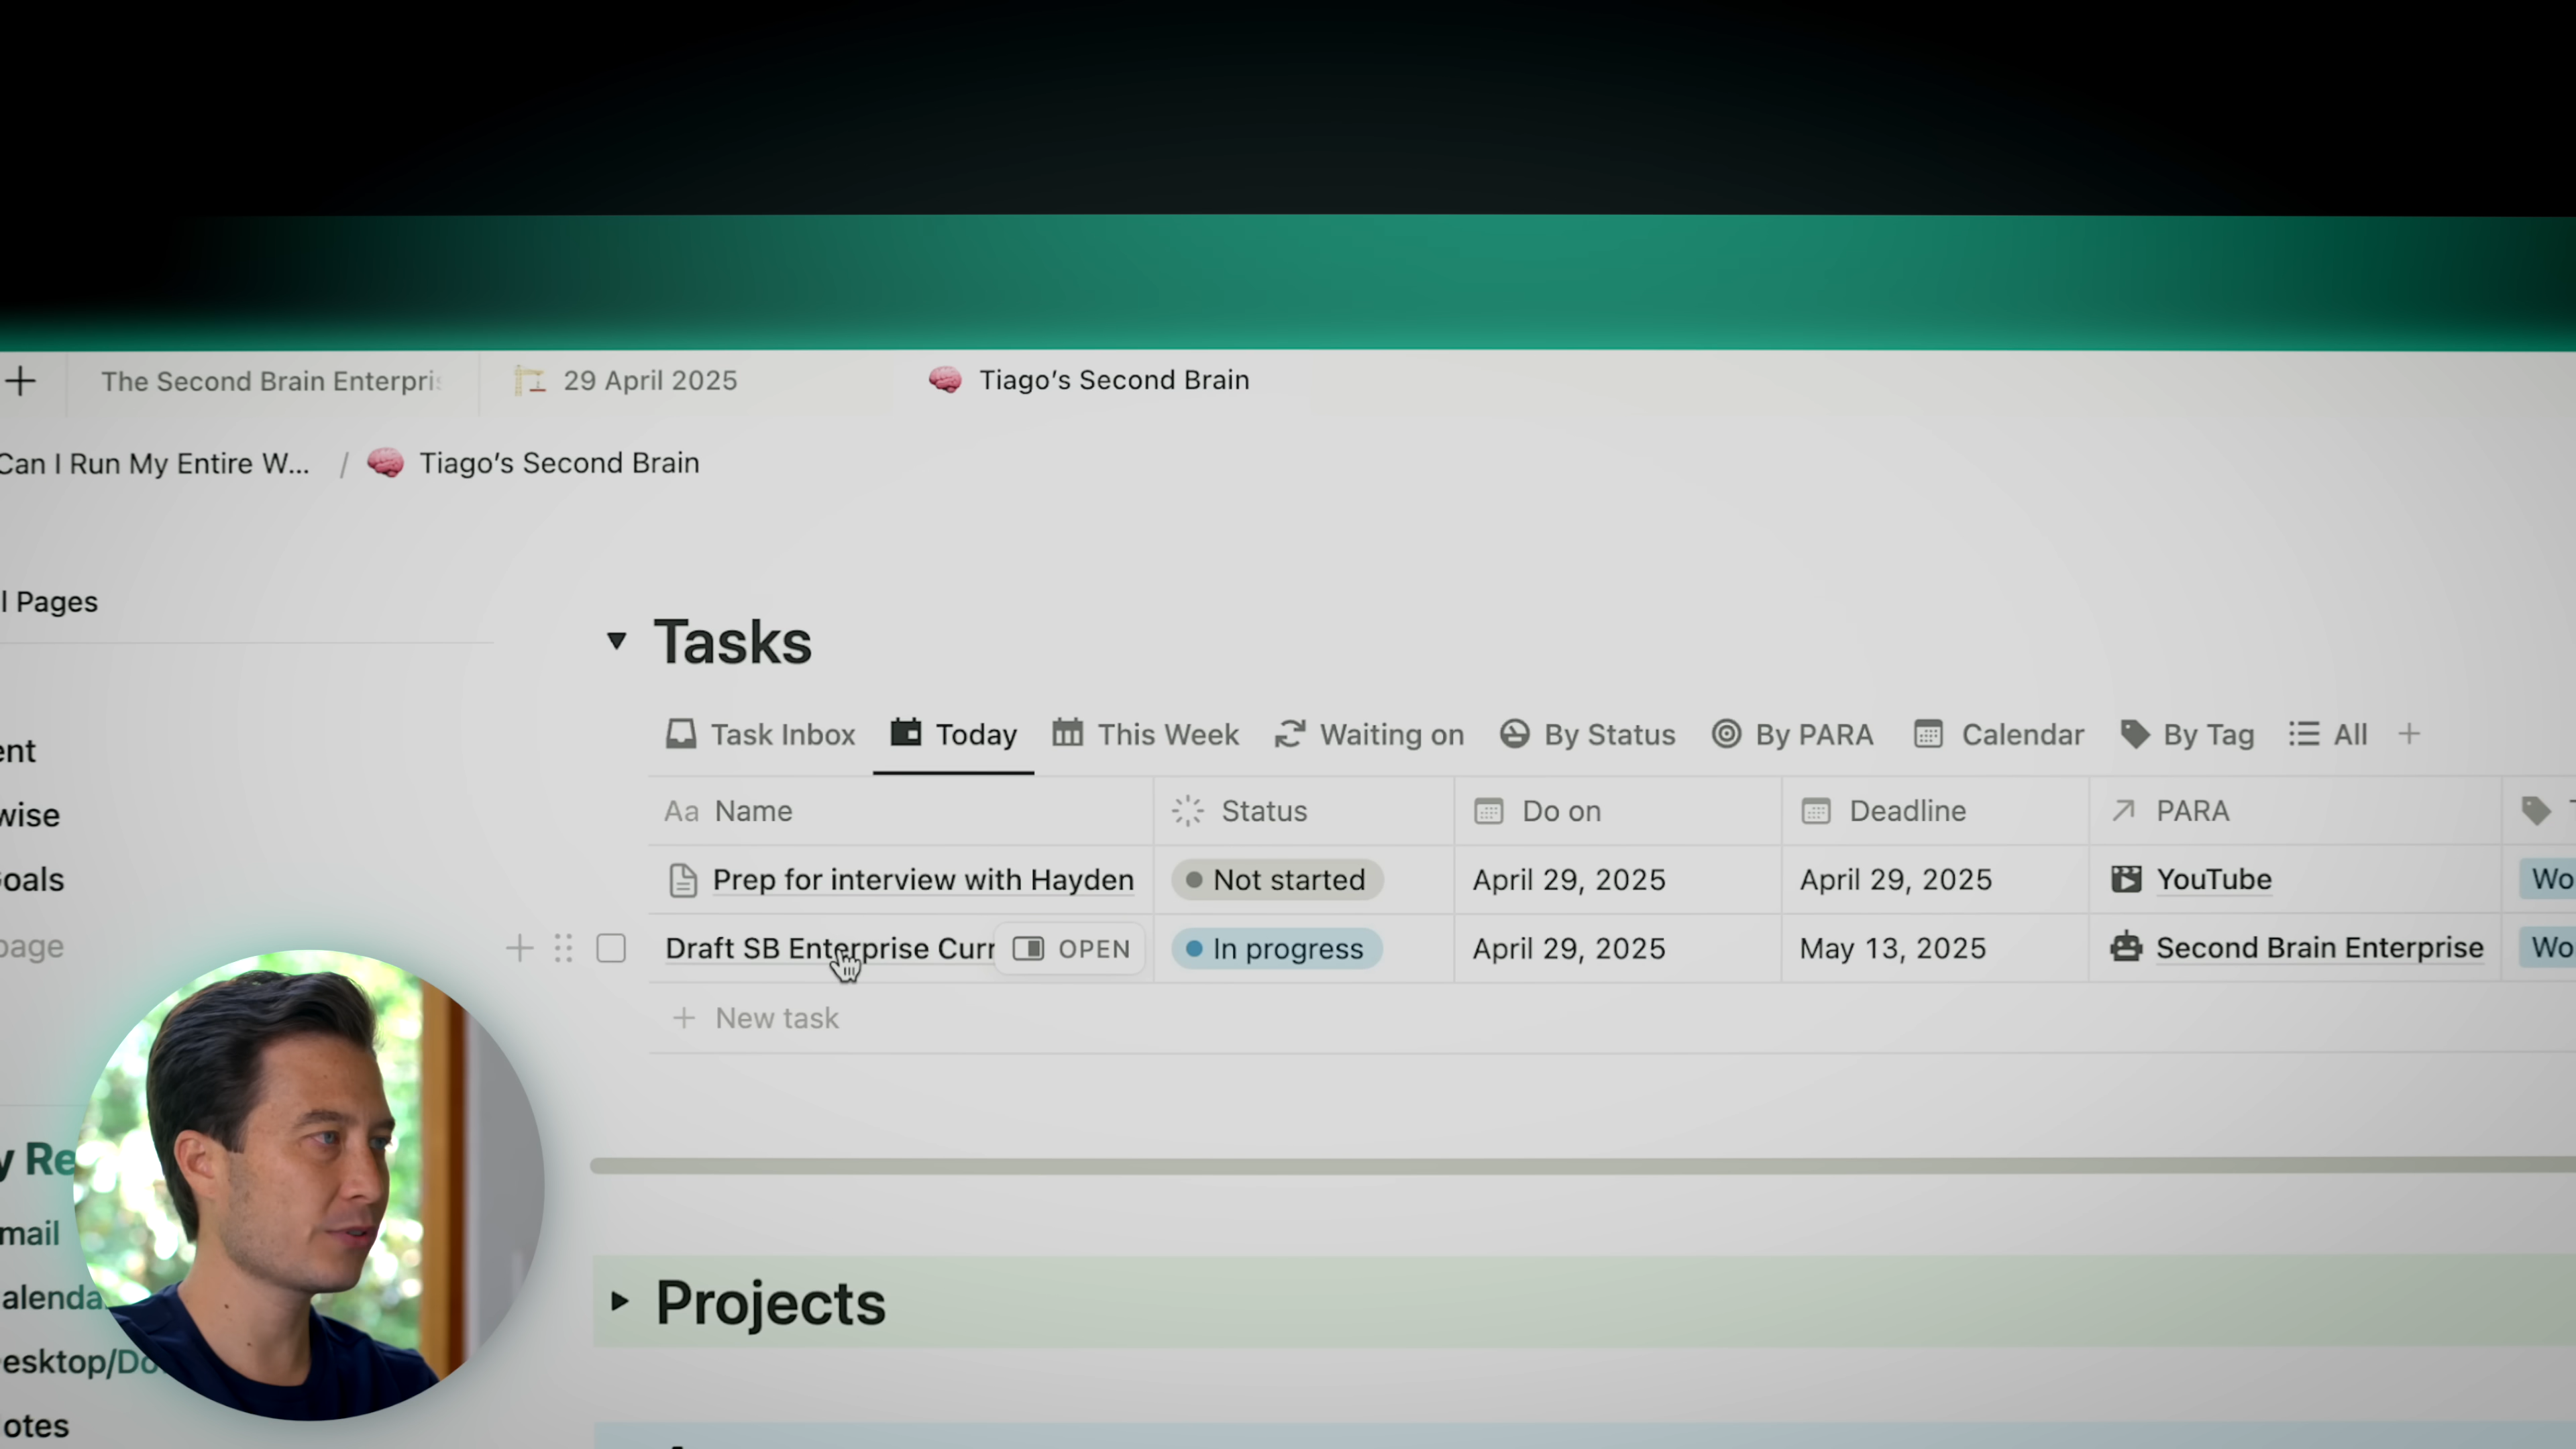 The Second Brain Enterpri
29 April 2025
Tiago’s Second Brain
Can I Run My Entire W... / Tiago’s Second Brain
l Pages
Tasks
Task Inbox Today This Week Waiting on By Status By PARA Calendar By Tag All
Aa Name Status Do on Deadline PARA
Prep for interview with Hayden Not started April 29, 2025 April 29, 2025 YouTube Wo
Draft SB Enterprise Curr OPEN In progress April 29, 2025 May 13, 2025 Second Brain Enterprise Wo
New task
ent
wise
oals
page
y Re
mail
alenda
esktop/Do
otes
Projects